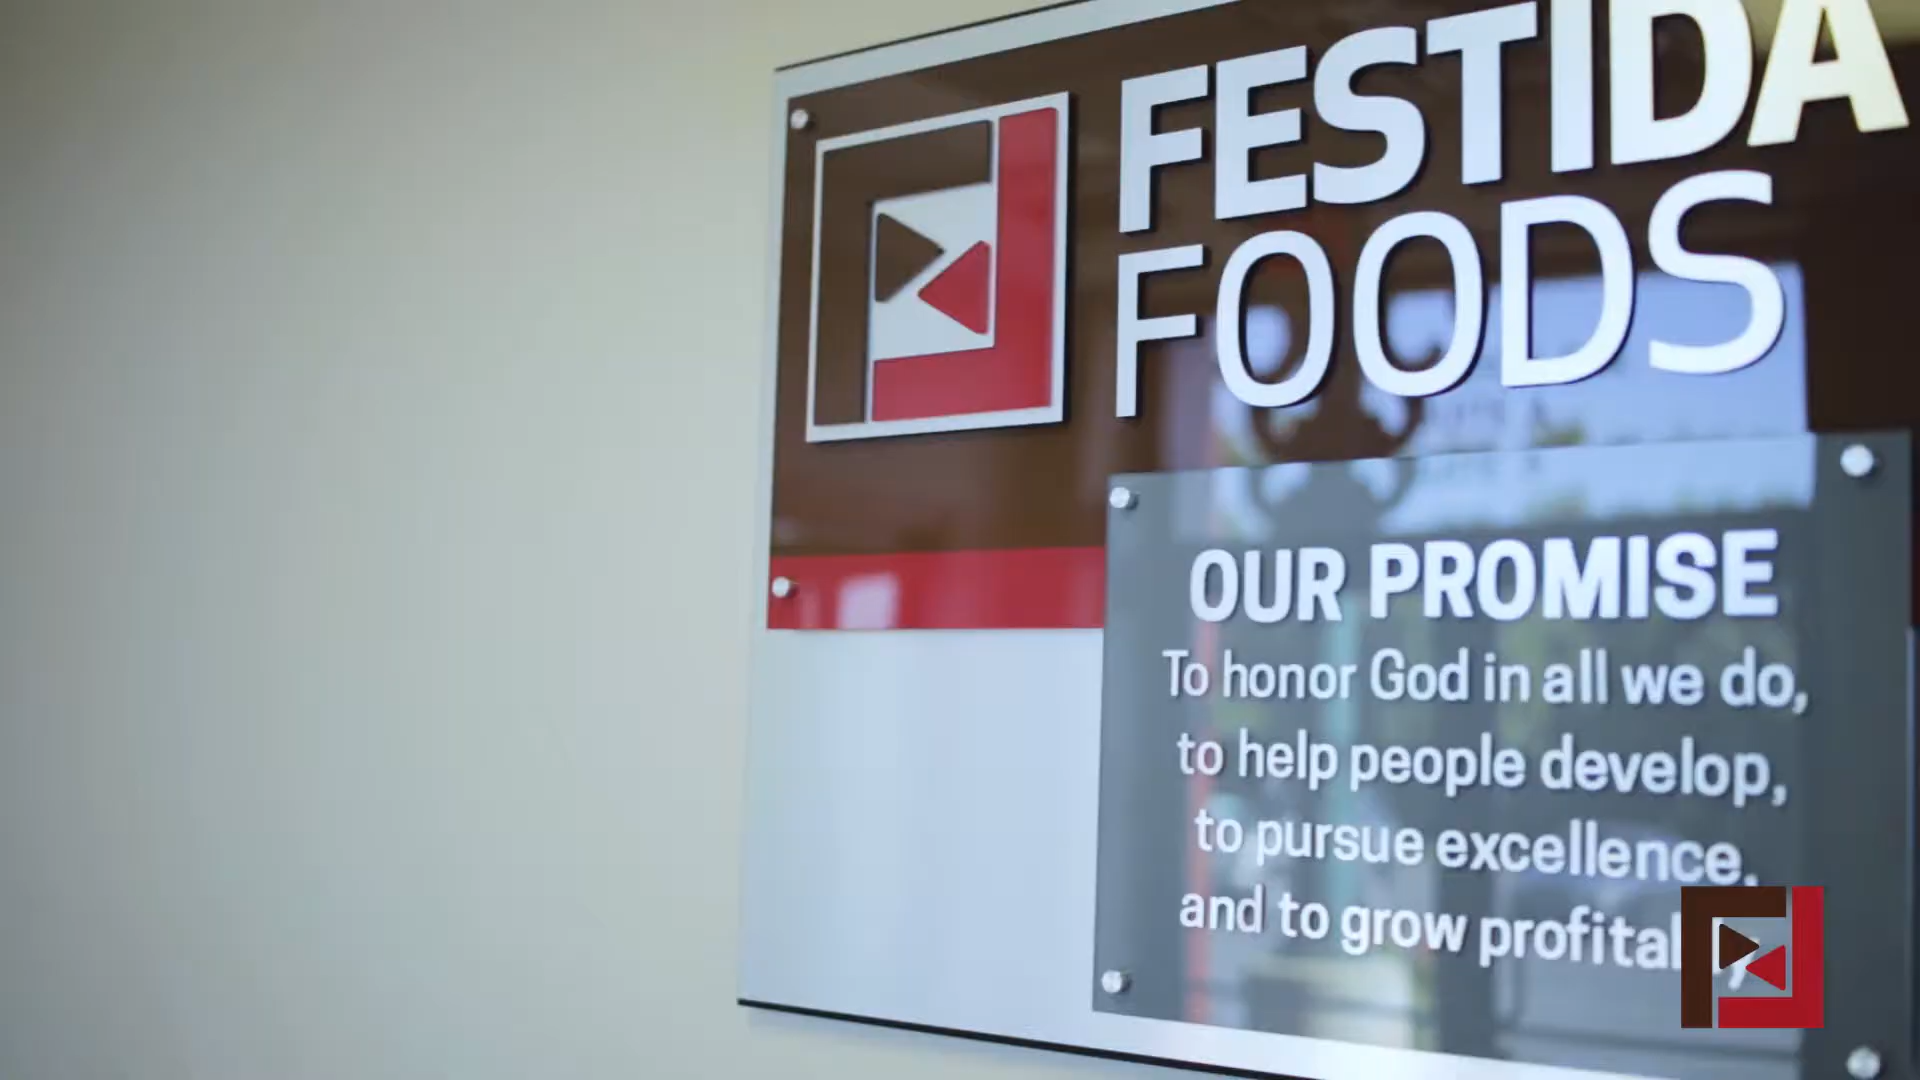 FESTIDA
FOODS
OUR PROMISE
To honor God in all we do,
to help people develop,
to pursue excellence,
and to grow profitably